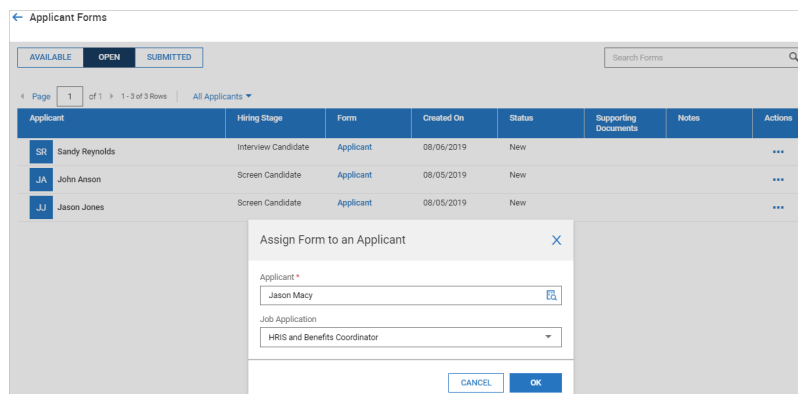 Applicant Forms
AVAILABLE OPEN SUBMITTED
Search Forms
Page 1 of 1 1 - 3 of 3 Rows All Applicants
Applicant Hiring Stage Form Created On Status Supporting Documents Notes Actions
SR Sandy Reynolds Interview Candidate Applicant 08/06/2019 New
JA John Anson Screen Candidate Applicant 08/05/2019 New
JJ Jason Jones Screen Candidate Applicant 08/05/2019 New
Assign Form to an Applicant
Applicant *
Jason Macy
Job Application
HRIS and Benefits Coordinator
CANCEL OK